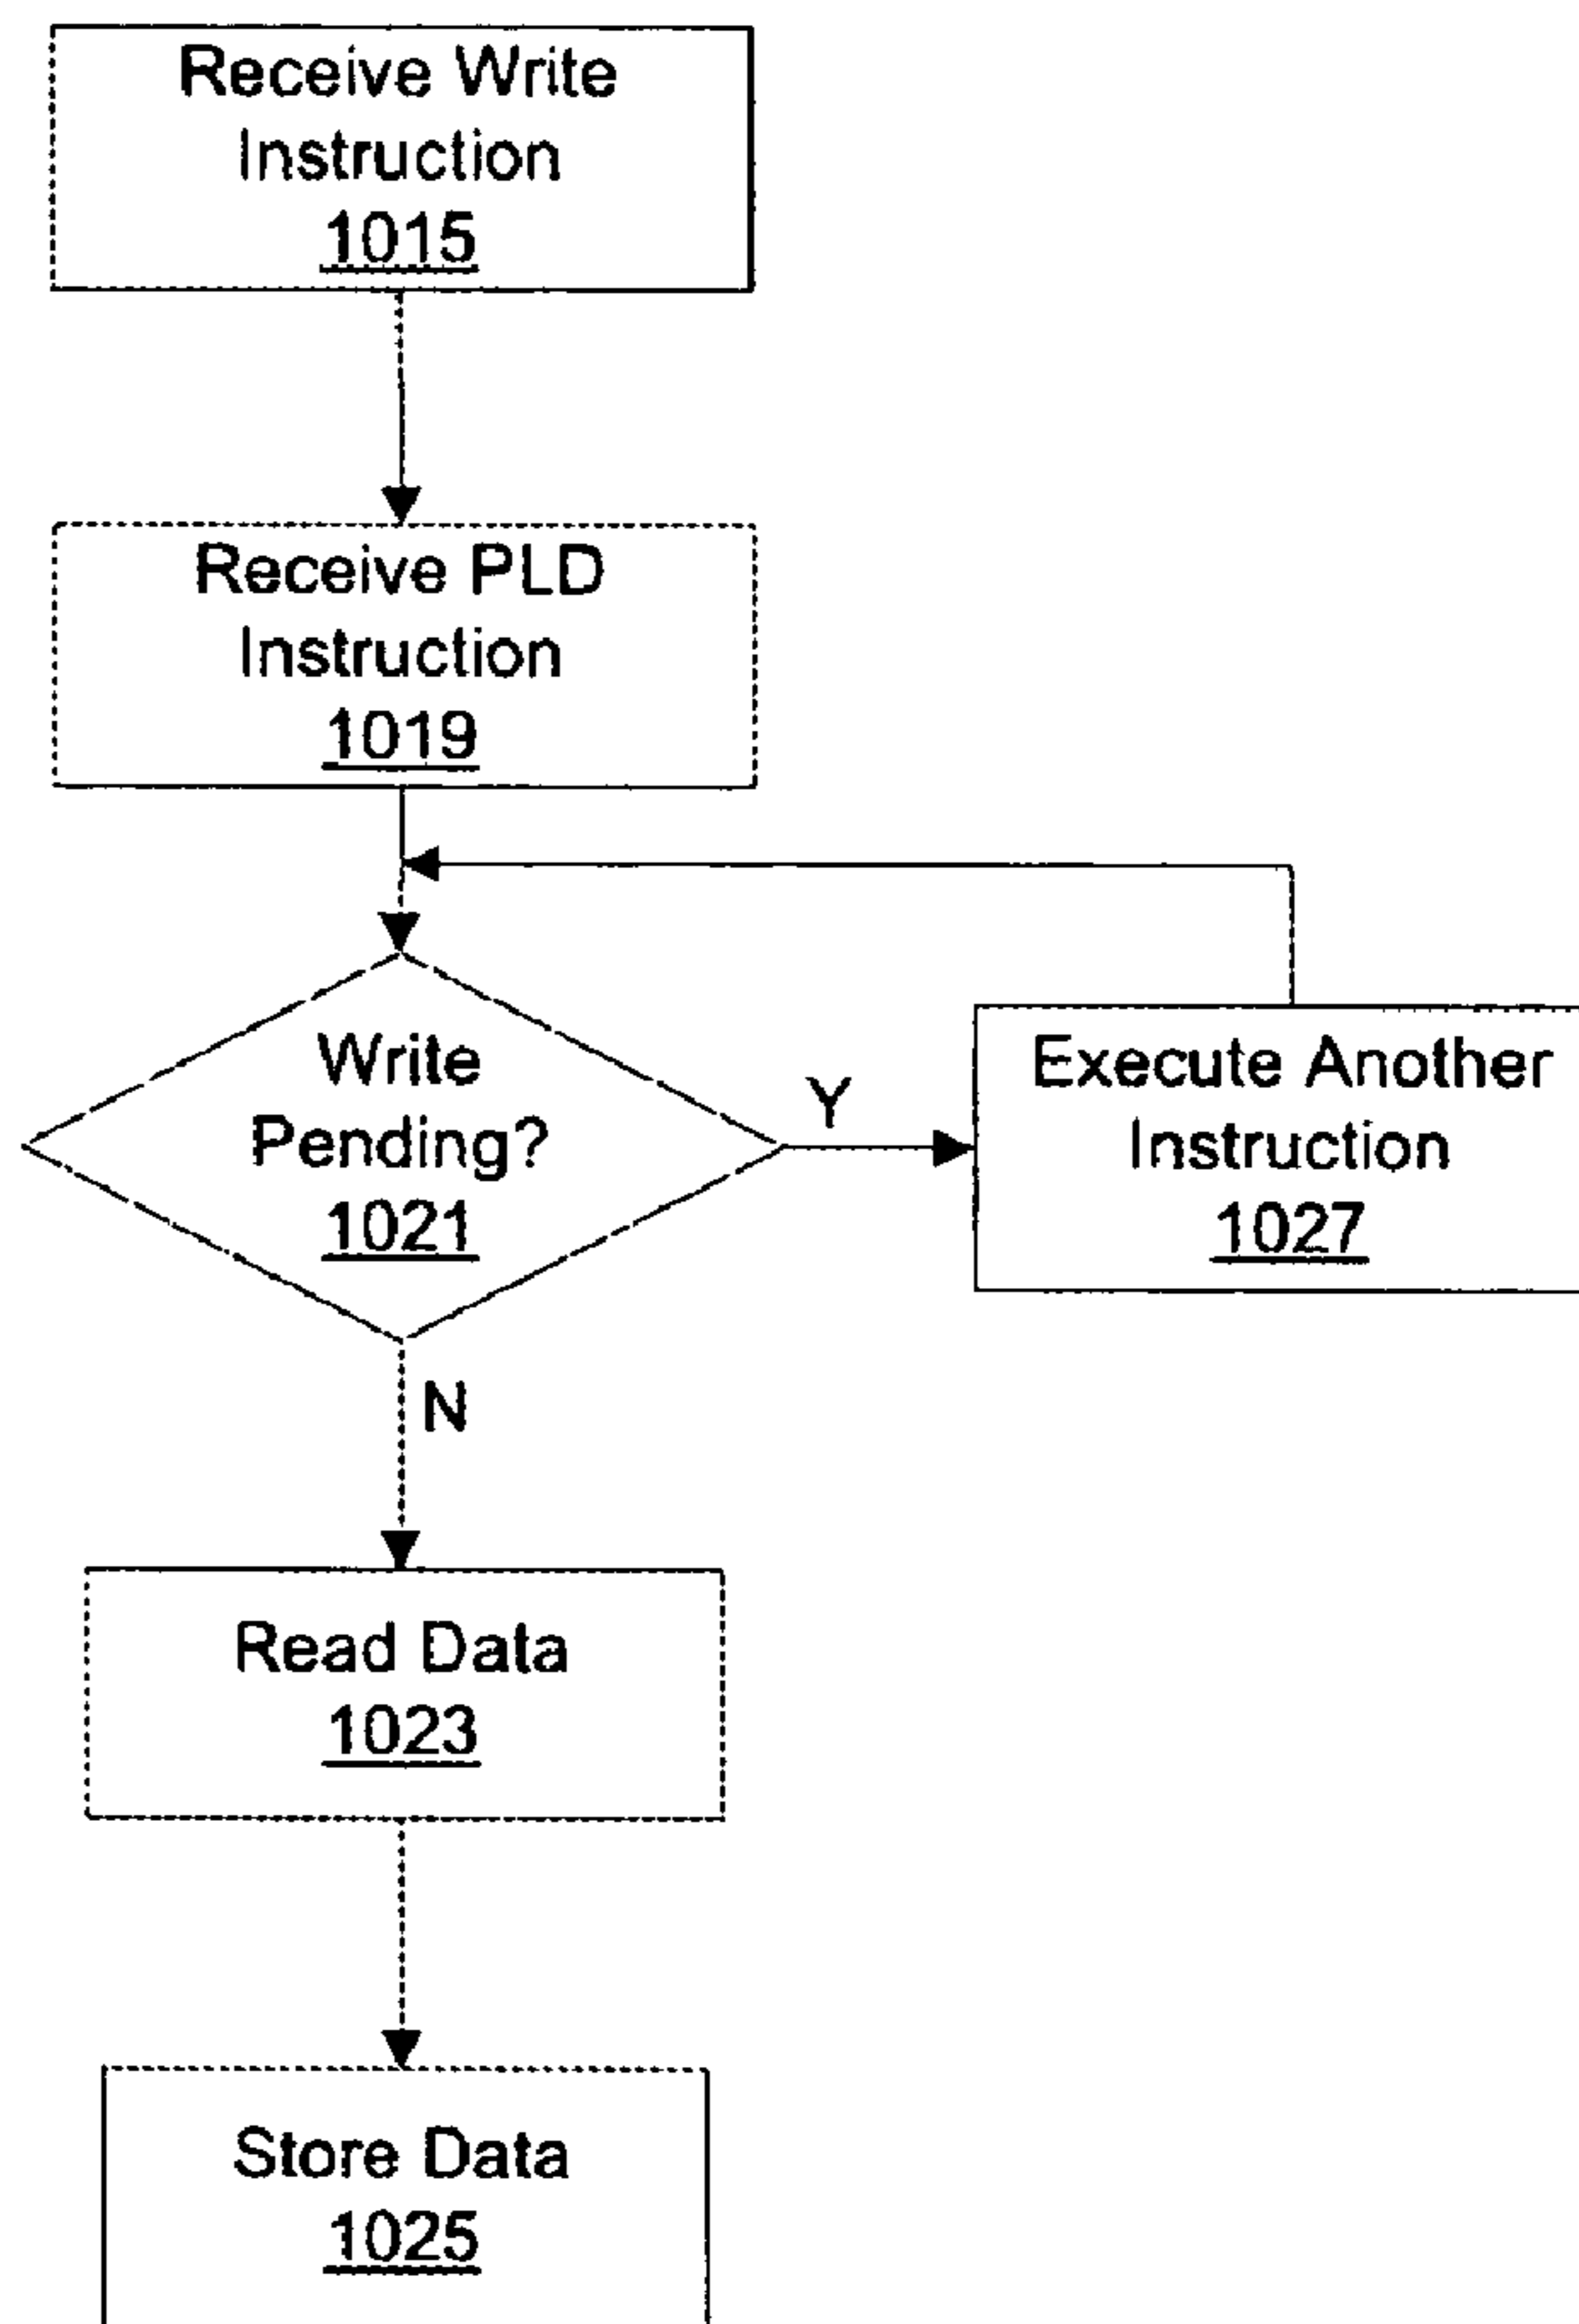 Receive Write
Instruction
1015
Receive PLD
Instruction
1019
Write
Pending?
1021
Y
Execute Another
Instruction
1027
N
Read Data
1023
Store Data
1025